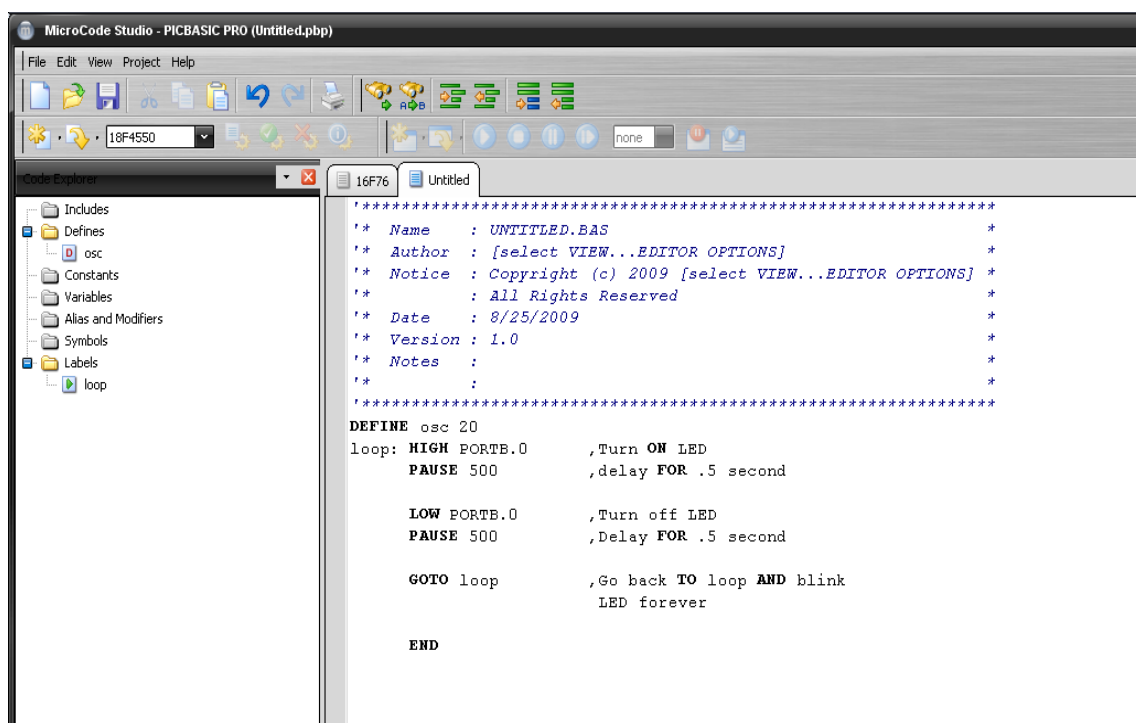 MicroCode Studio - PICBASIC PRO (Untitled.pbp)
File Edit View Project Help
18F4550
none
Code Explorer
16F76
Untitled
Includes
Defines
osc
Constants
Variables
Alias and Modifiers
Symbols
Labels
loop
'****************************************************************
'* Name : UNTITLED.BAS *
'* Author : [select VIEW...EDITOR OPTIONS] *
'* Notice : Copyright (c) 2009 [select VIEW...EDITOR OPTIONS] *
'* : All Rights Reserved *
'* Date : 8/25/2009 *
'* Version : 1.0 *
'* Notes : *
'* : *
'****************************************************************
DEFINE osc 20
loop: HIGH PORTB.0 ,Turn ON LED
PAUSE 500 ,delay FOR .5 second
LOW PORTB.0 ,Turn off LED
PAUSE 500 ,Delay FOR .5 second
GOTO loop ,Go back TO loop AND blink
LED forever
END